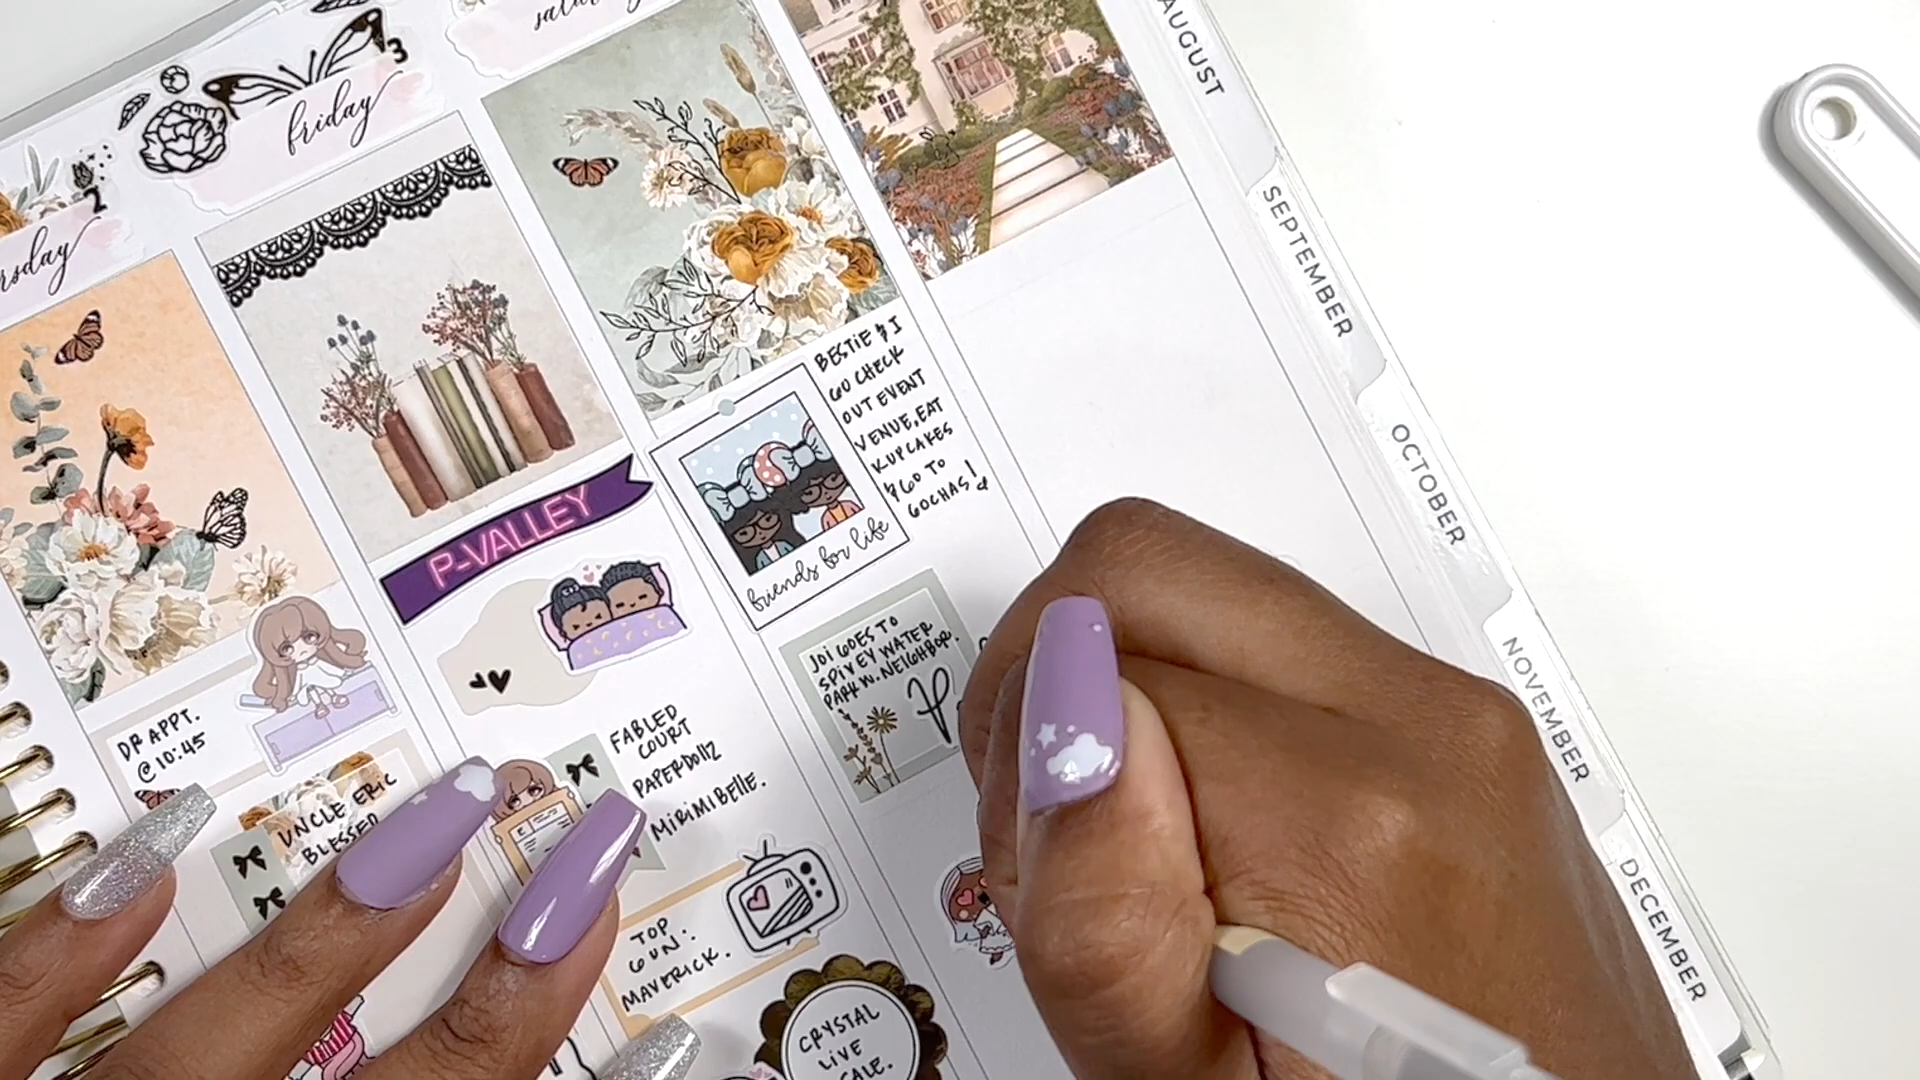 2
3
friday
AUGUST
SEPTEMBER
OCTOBER
NOVEMBER
DECEMBER
DR APPT.
@ 10:45
UNCLE ERIC
BLESSED
P-VALLEY
FABLED
COURT
PAPERDOLLZ
MIRIMIBELLE.
TOP
GUN.
MAVERICK.
BESTIE & I
GO CHECK
OUT EVENT
VENUE, EAT
KUPCAKES
& GO TO
GOCHAS!
friends for life
JOI GOES TO
SPIVEY WATER
PARK W. NEIGHBOR.
CRYSTAL
LIVE
SALE.